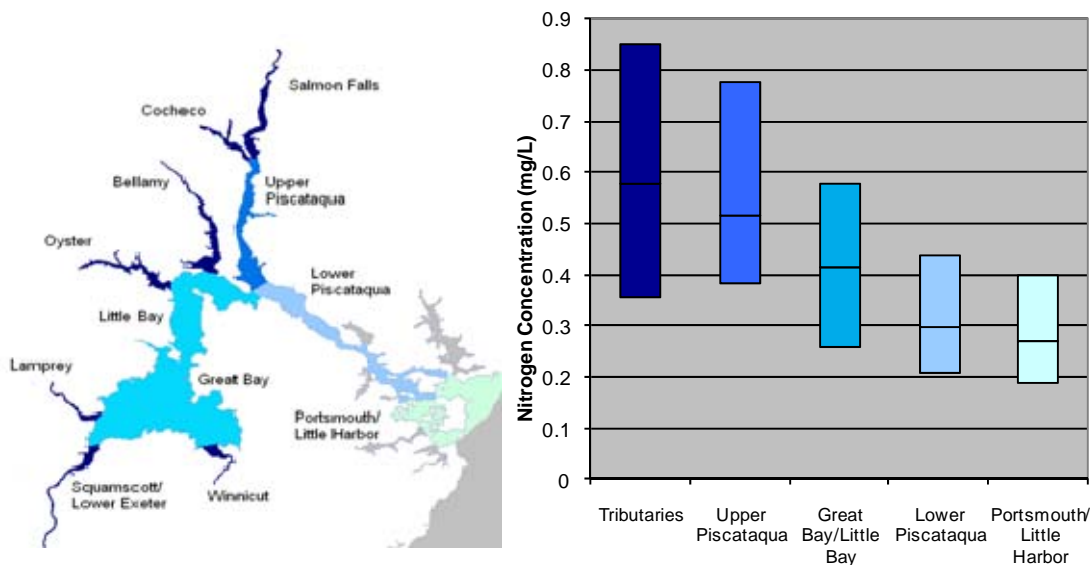 Salmon Falls
Cocheco
Bellamy
Upper
Piscataqua
Oyster
Lower
Piscataqua
Little Bay
Lamprey
Great Bay
Portsmouth/
Little Harbor
Squamscott/
Lower Exeter
Winnicut
Nitrogen Concentration (mg/L)
0.9
0.8
0.7
0.6
0.5
0.4
0.3
0.2
0.1
0
Tributaries
Upper
Piscataqua
Great
Bay/Little
Bay
Lower
Piscataqua
Portsmouth/
Little
Harbor